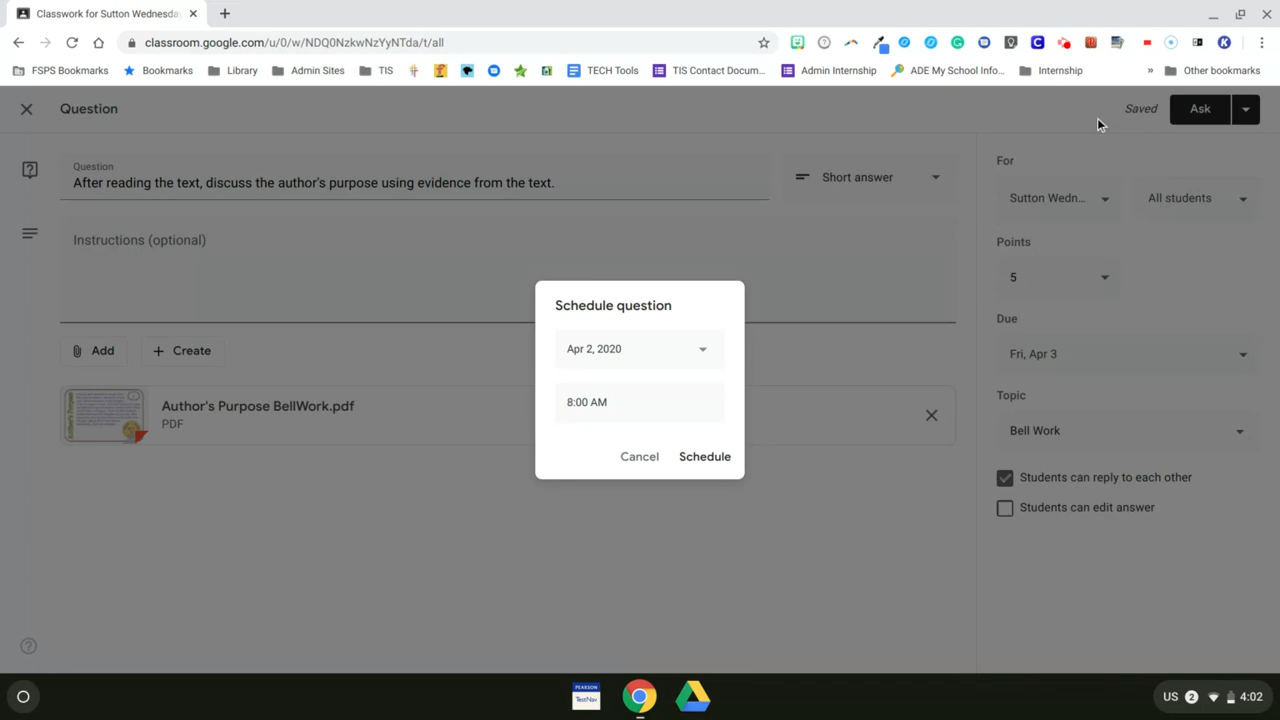 Classwork for Sutton Wednesday
classroom.google.com/u/0/w/NDQ0NzkwNzYyNTda/t/all
FSPS Bookmarks Bookmarks Library Admin Sites TIS TECH Tools TIS Contact Docum... Admin Internship ADE My School Info... Internship » Other bookmarks
Question Saved Ask
Question
After reading the text, discuss the author's purpose using evidence from the text.
Short answer
Instructions (optional)
Add Create
Author's Purpose BellWork.pdf
PDF
For
Sutton Wedn... All students
Points
5
Due
Fri, Apr 3
Topic
Bell Work
Students can reply to each other
Students can edit answer
Schedule question
Apr 2, 2020
8:00 AM
Cancel Schedule
PEARSON
TestNav
US 2 4:02